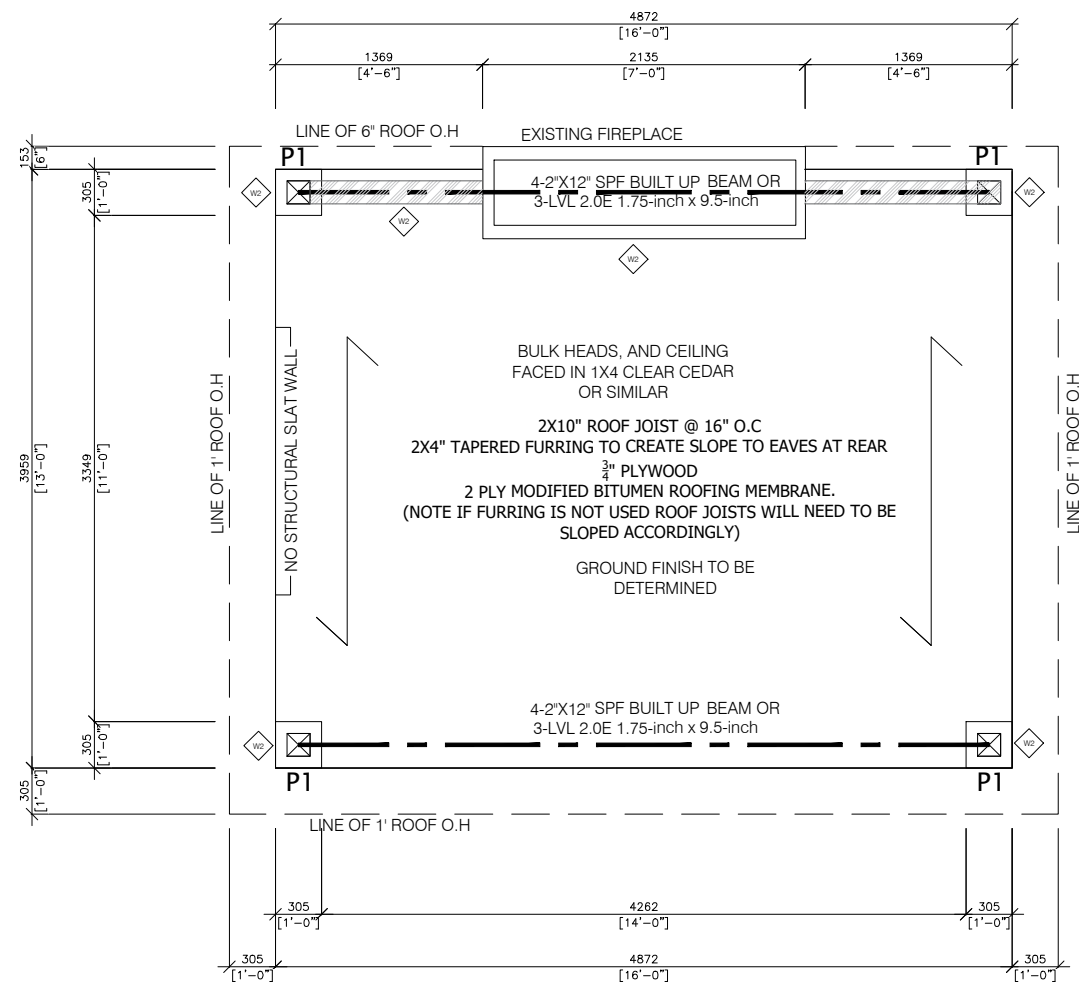 4872
[16'-0"]
1369
[4'-6"]
2135
[7'-0"]
1369
[4'-6"]
LINE OF 6" ROOF O.H
EXISTING FIREPLACE
153
[6"]
P1
P1
305
[1'-0"]
W2
4-2"X12" SPF BUILT UP BEAM OR
3-LVL 2.0E 1.75-inch x 9.5-inch
W2
W2
W2
3959
[13'-0"]
3349
[11'-0"]
LINE OF 1' ROOF O.H
NO STRUCTURAL SLAT WALL
BULK HEADS, AND CEILING
FACED IN 1X4 CLEAR CEDAR
OR SIMILAR
2X10" ROOF JOIST @ 16" O.C
2X4" TAPERED FURRING TO CREATE SLOPE TO EAVES AT REAR
3/4" PLYWOOD
2 PLY MODIFIED BITUMEN ROOFING MEMBRANE.
(NOTE IF FURRING IS NOT USED ROOF JOISTS WILL NEED TO BE
SLOPED ACCORDINGLY)
GROUND FINISH TO BE
DETERMINED
LINE OF 1' ROOF O.H
4-2"X12" SPF BUILT UP BEAM OR
3-LVL 2.0E 1.75-inch x 9.5-inch
305
[1'-0"]
W2
W2
P1
P1
305
[1'-0"]
LINE OF 1' ROOF O.H
305
[1'-0"]
4262
[14'-0"]
305
[1'-0"]
305
[1'-0"]
4872
[16'-0"]
305
[1'-0"]